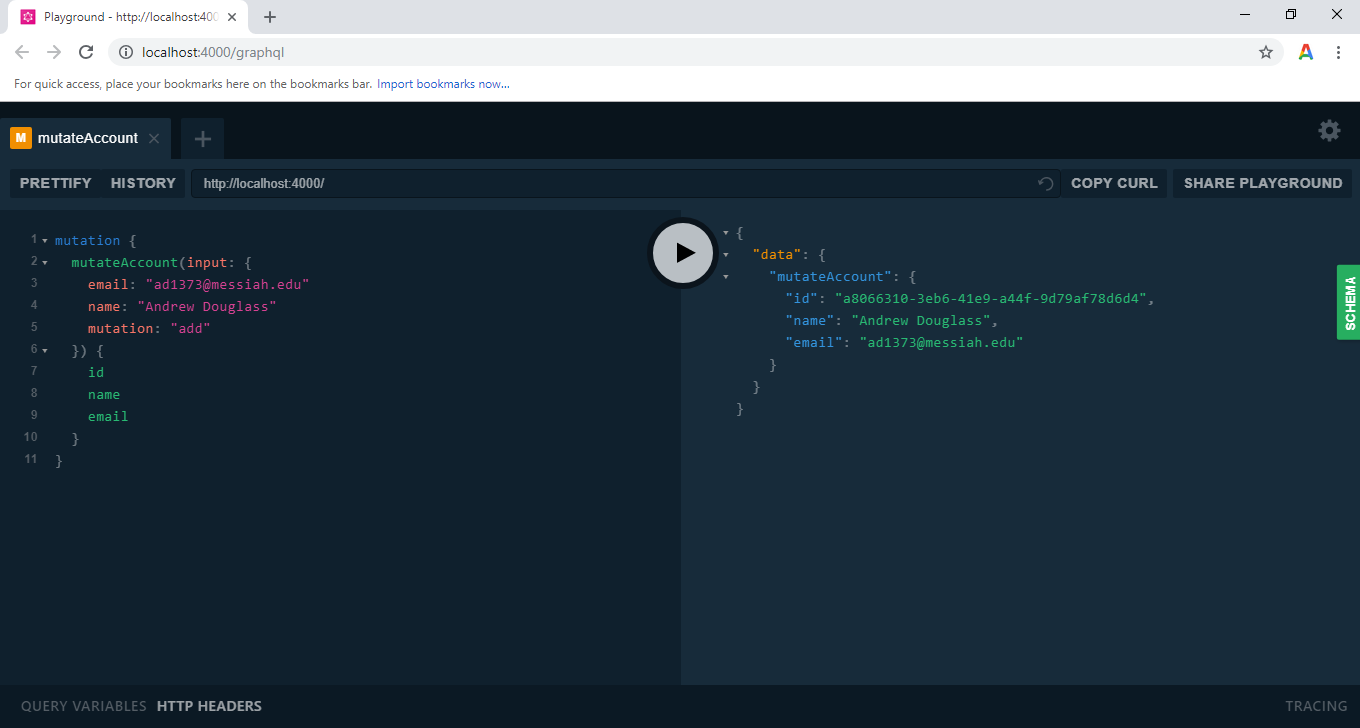 Playground - http://localhost:400
localhost:4000/graphql
For quick access, place your bookmarks here on the bookmarks bar. Import bookmarks now...
M mutateAccount
PRETTIFY HISTORY http://localhost:4000/ COPY CURL SHARE PLAYGROUND
1 mutation {
2 mutateAccount(input: {
3 email: "ad1373@messiah.edu"
4 name: "Andrew Douglass"
5 mutation: "add"
6 }) {
7 id
8 name
9 email
10 }
11 }
{
"data": {
"mutateAccount": {
"id": "a8066310-3eb6-41e9-a44f-9d79af78d6d4",
"name": "Andrew Douglass",
"email": "ad1373@messiah.edu"
}
}
}
SCHEMA
QUERY VARIABLES HTTP HEADERS
TRACING